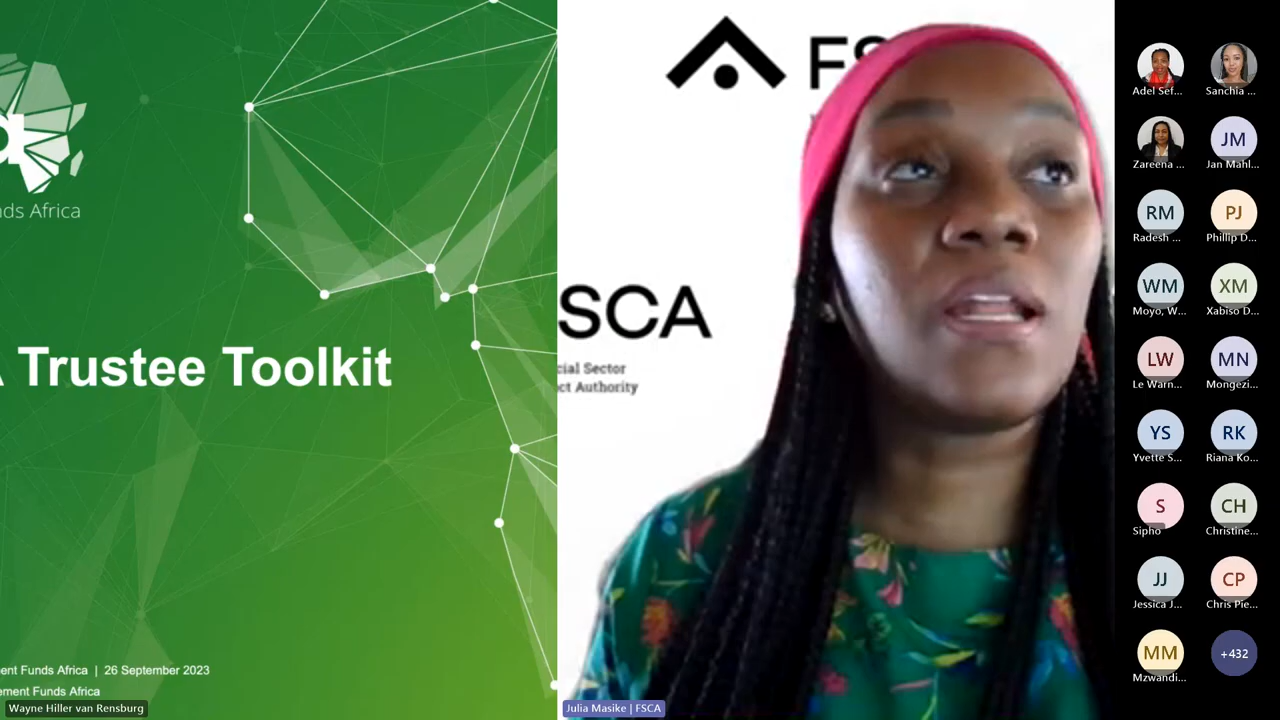 nds Africa
Trustee Toolkit
ent Funds Africa | 26 September 2023
ement Funds Africa
Wayne Hiller van Rensburg
FS
SCA
cial Sector
ct Authority
Julia Masike | FSCA
Adel Sef...
Sanchia ...
Zareena ...
JM
Jan Mahl...
RM
Radesh ...
PJ
Phillip D...
WM
Moyo, W...
XM
Xabiso D...
LW
Le Warn...
MN
Mongezi...
YS
Yvette S...
RK
Riana Ko...
S
Sipho
CH
Christine...
JJ
Jessica J...
CP
Chris Pie...
MM
Mzwandi...
+432